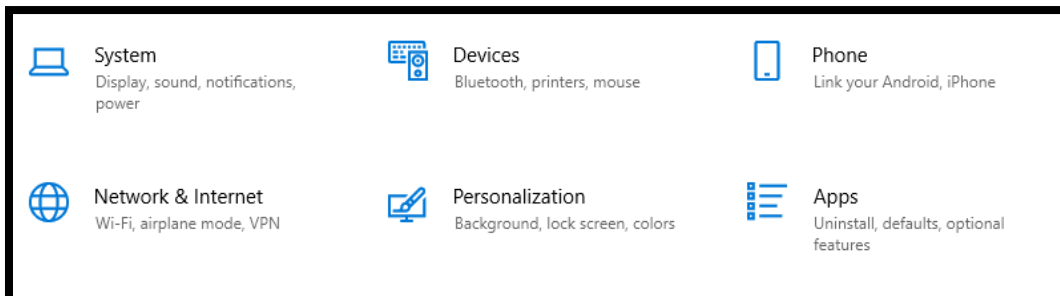 System
Display, sound, notifications,
power
Devices
Bluetooth, printers, mouse
Phone
Link your Android, iPhone
Network & Internet
Wi-Fi, airplane mode, VPN
Personalization
Background, lock screen, colors
Apps
Uninstall, defaults, optional
features